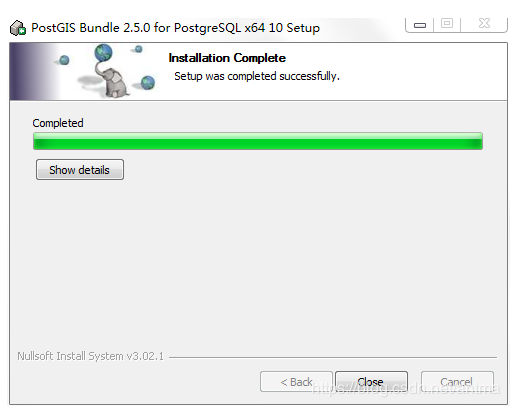 PostGIS Bundle 2.5.0 for PostgreSQL x64 10 Setup
Installation Complete
Setup was completed successfully.
Completed
Show details
Nullsoft Install System v3.02.1
< Back
Close
Cancel